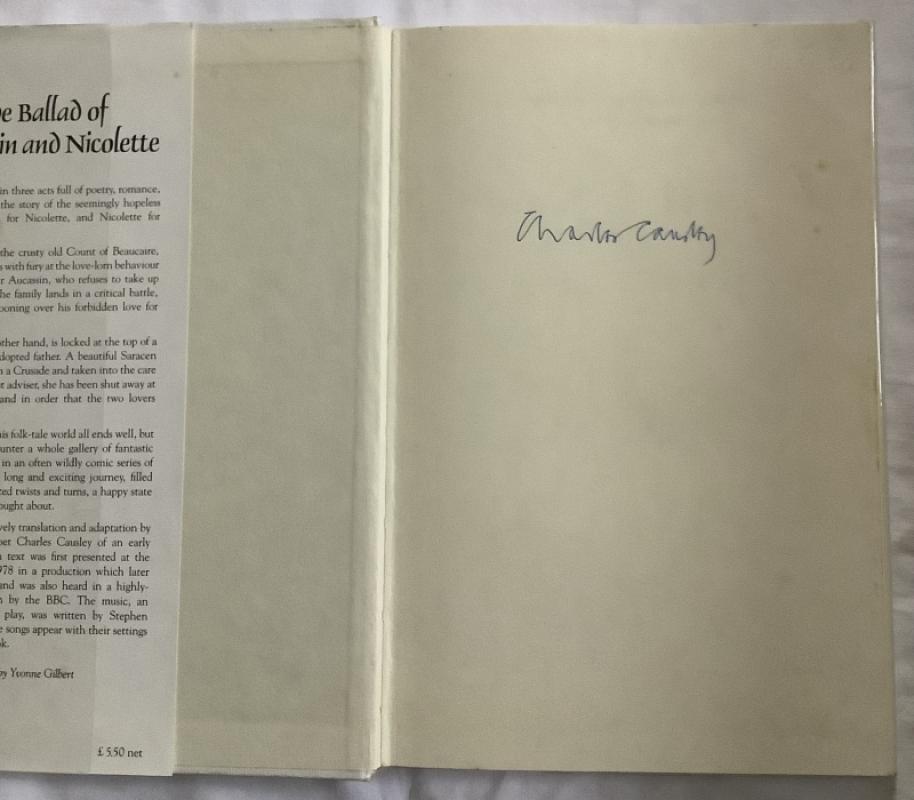 e Ballad of
in and Nicolette
in three acts full of poetry, romance,
the story of the seemingly hopeless
for Nicolette, and Nicolette for
the crusty old Count of Beaucaire,
s with fury at the love-lorn behaviour
r Aucassin, who refuses to take up
he family lands in a critical battle,
ooning over his forbidden love for
other hand, is locked at the top of a
dopted father. A beautiful Saracen
n a Crusade and taken into the care
t adviser, she has been shut away at
and in order that the two lovers
is folk-tale world all ends well, but
unter a whole gallery of fantastic
in an often wildly comic series of
long and exciting journey, filled
ted twists and turns, a happy state
ought about.
vely translation and adaptation by
oet Charles Causley of an early
text was first presented at the
978 in a production which later
and was also heard in a highly-
by the BBC. The music, an
play, was written by Stephen
e songs appear with their settings
k.
by Yvonne Gilbert
£5.50 net
Charles Causley